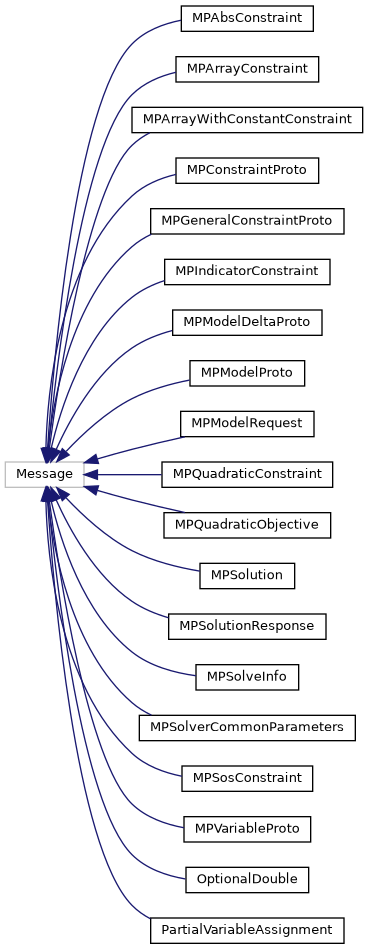 MPAbsConstraint
MPArrayConstraint
MPArrayWithConstantConstraint
MPConstraintProto
MPGeneralConstraintProto
MPIndicatorConstraint
MPModelDeltaProto
MPModelProto
MPModelRequest
Message
MPQuadraticConstraint
MPQuadraticObjective
MPSolution
MPSolutionResponse
MPSolveInfo
MPSolverCommonParameters
MPSosConstraint
MPVariableProto
OptionalDouble
PartialVariableAssignment